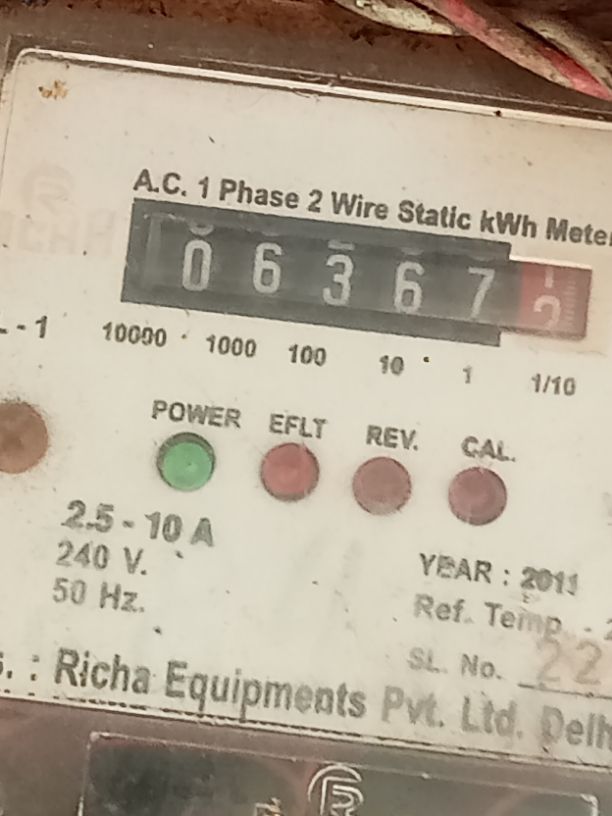 A.C. 1 Phase 2 Wire Static kWh Meter
0 6 3 6 7
10000 1000 100 10 1 1/10
- 1
POWER EFLT REV. CAL.
2.5 - 10 A
240 V.
50 Hz.
YEAR : 2011
Ref. Temp -
SL. No. 22
: Richa Equipments Pvt. Ltd. Delh
R